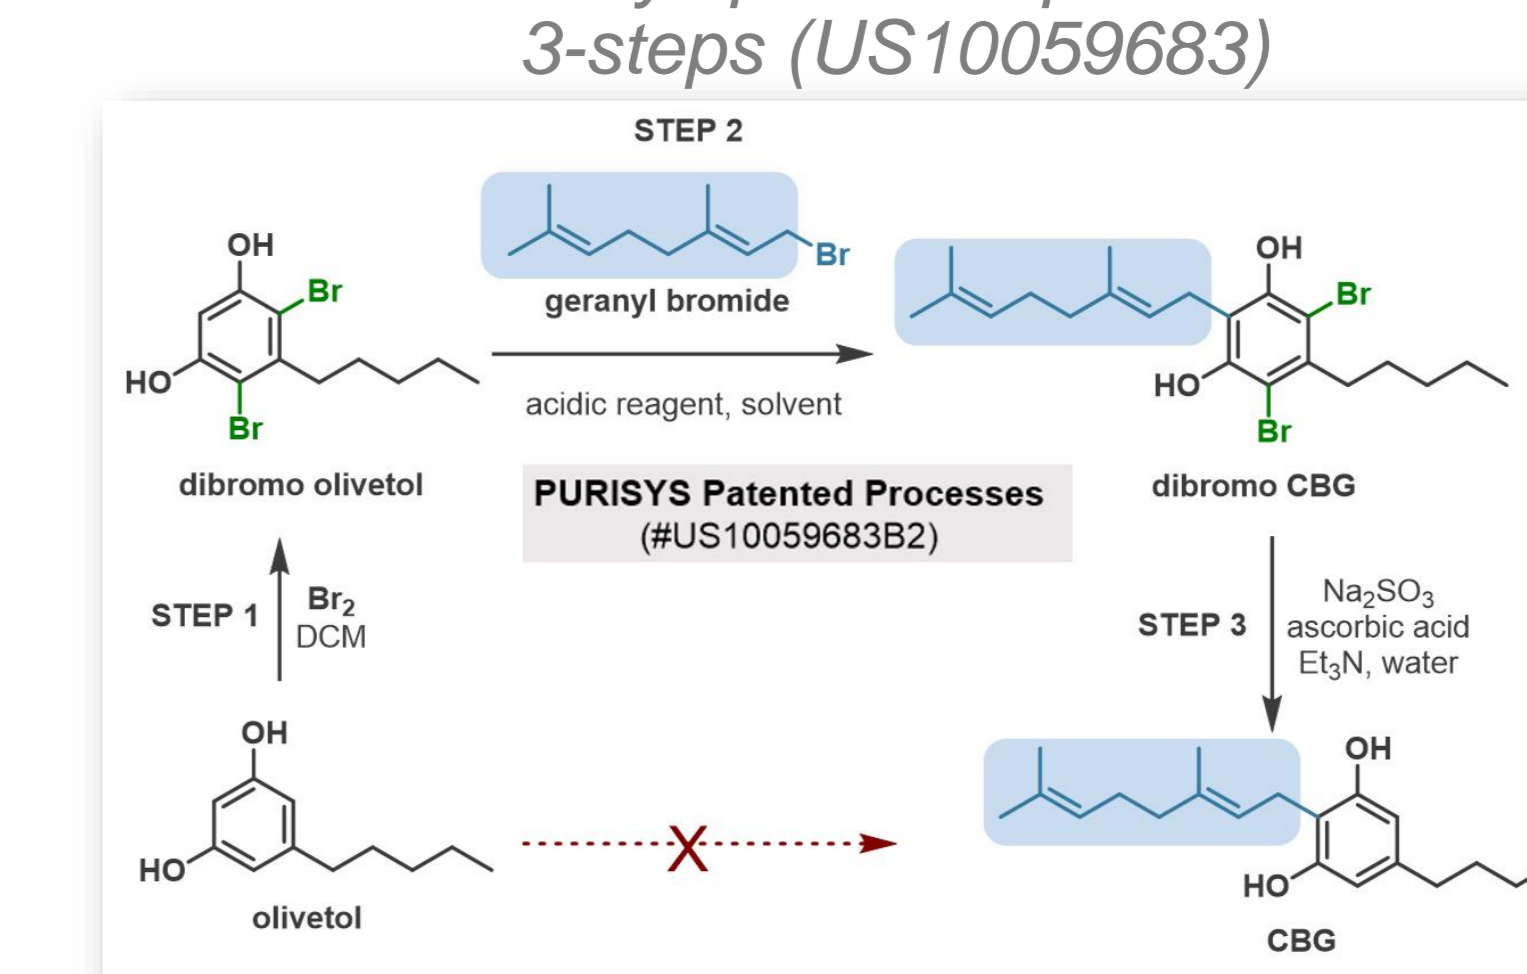 3-steps (US10059683)
STEP 2
Br
geranyl bromide
acidic reagent, solvent
OH
Br
HO
Br
dibromo olivetol
OH
Br
HO
Br
dibromo CBG
PURISYS Patented Processes
(#US10059683B2)
STEP 1
Br₂
DCM
STEP 3
Na₂SO₃
ascorbic acid
Et₃N, water
OH
HO
olivetol
X
OH
HO
CBG